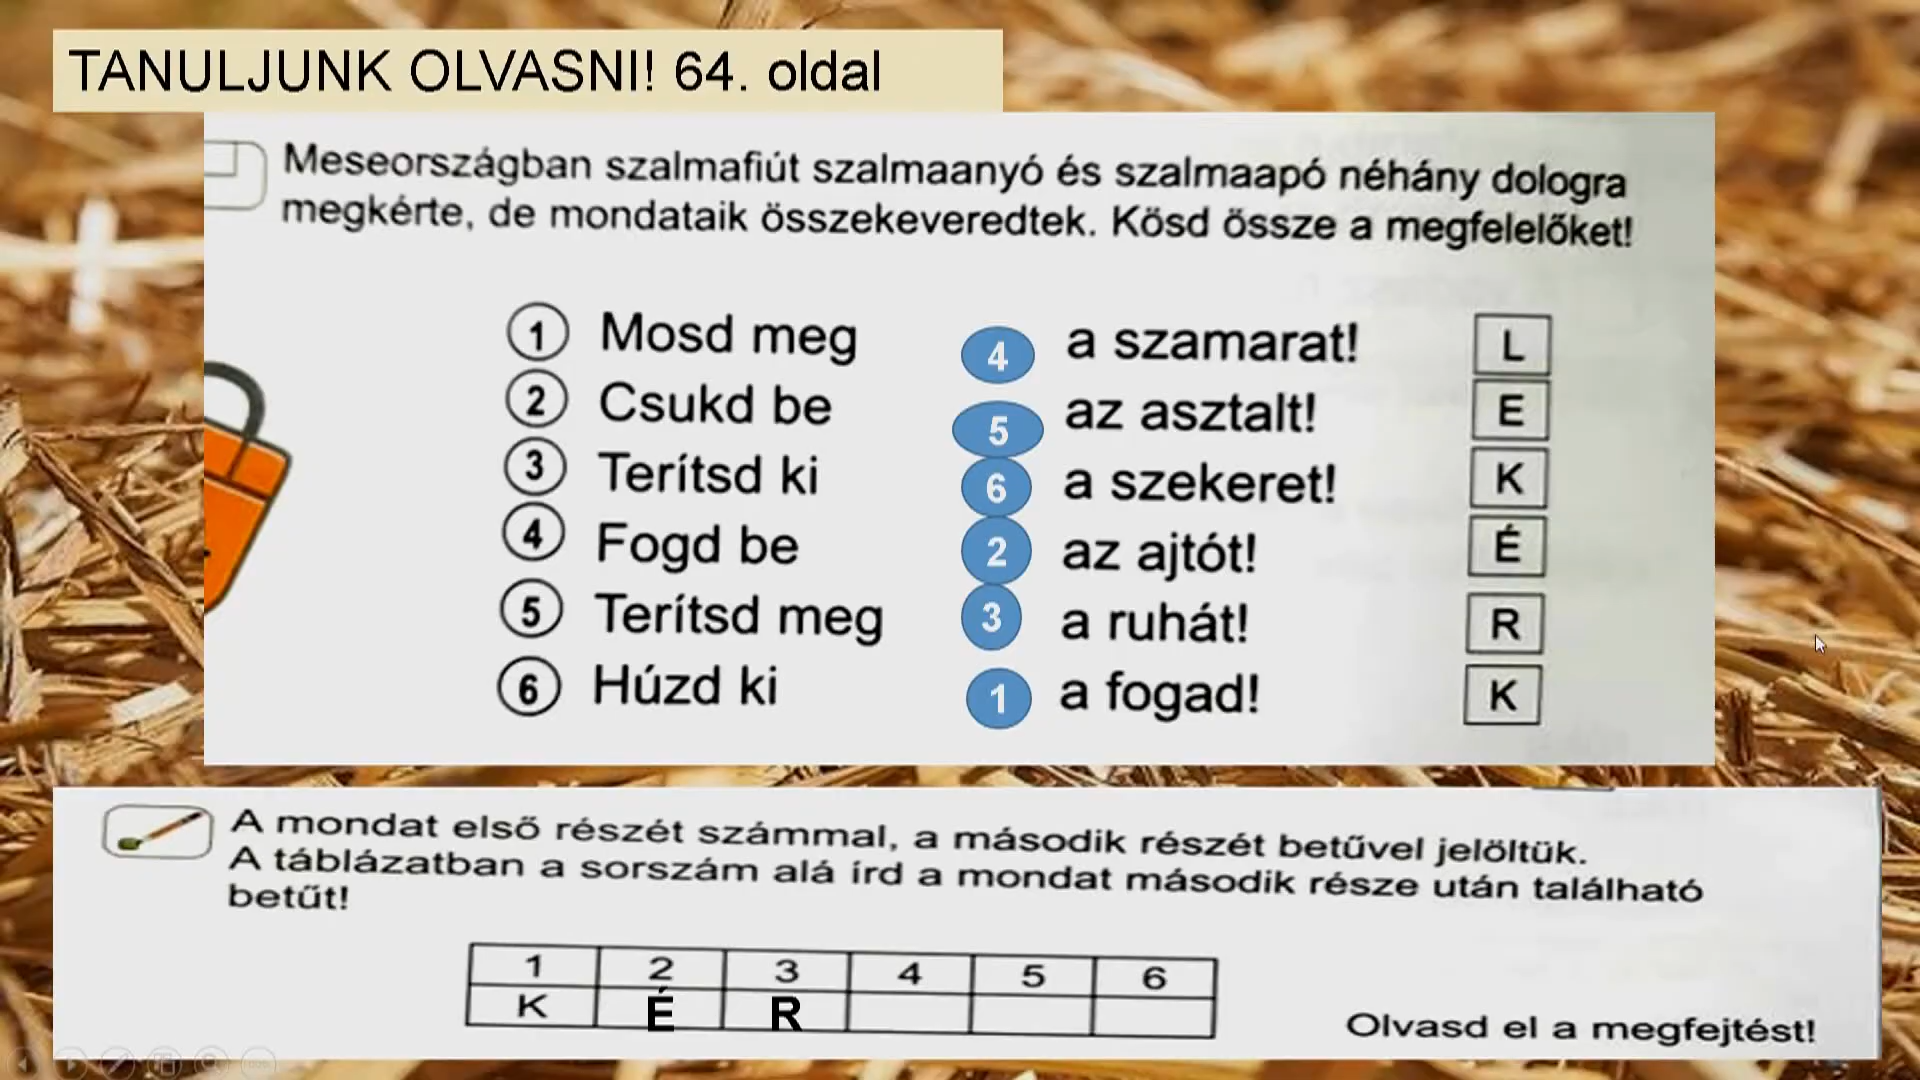 TANULJUNK OLVASNI! 64. oldal
Meseországban szalmafiút szalmaanyó és szalmaapó néhány dologra
megkérte, de mondataik összekeveredtek. Kösd össze a megfelelőket!
1 Mosd meg 4 a szamarat! L
2 Csukd be 5 az asztalt! E
3 Terítsd ki 6 a szekeret! K
4 Fogd be 2 az ajtót! É
5 Terítsd meg 3 a ruhát! R
6 Húzd ki 1 a fogad! K
A mondat első részét számmal, a második részét betűvel jelöltük.
A táblázatban a sorszám alá írd a mondat második része után található
betűt!
1 2 3 4 5 6
K É R
Olvasd el a megfejtést!